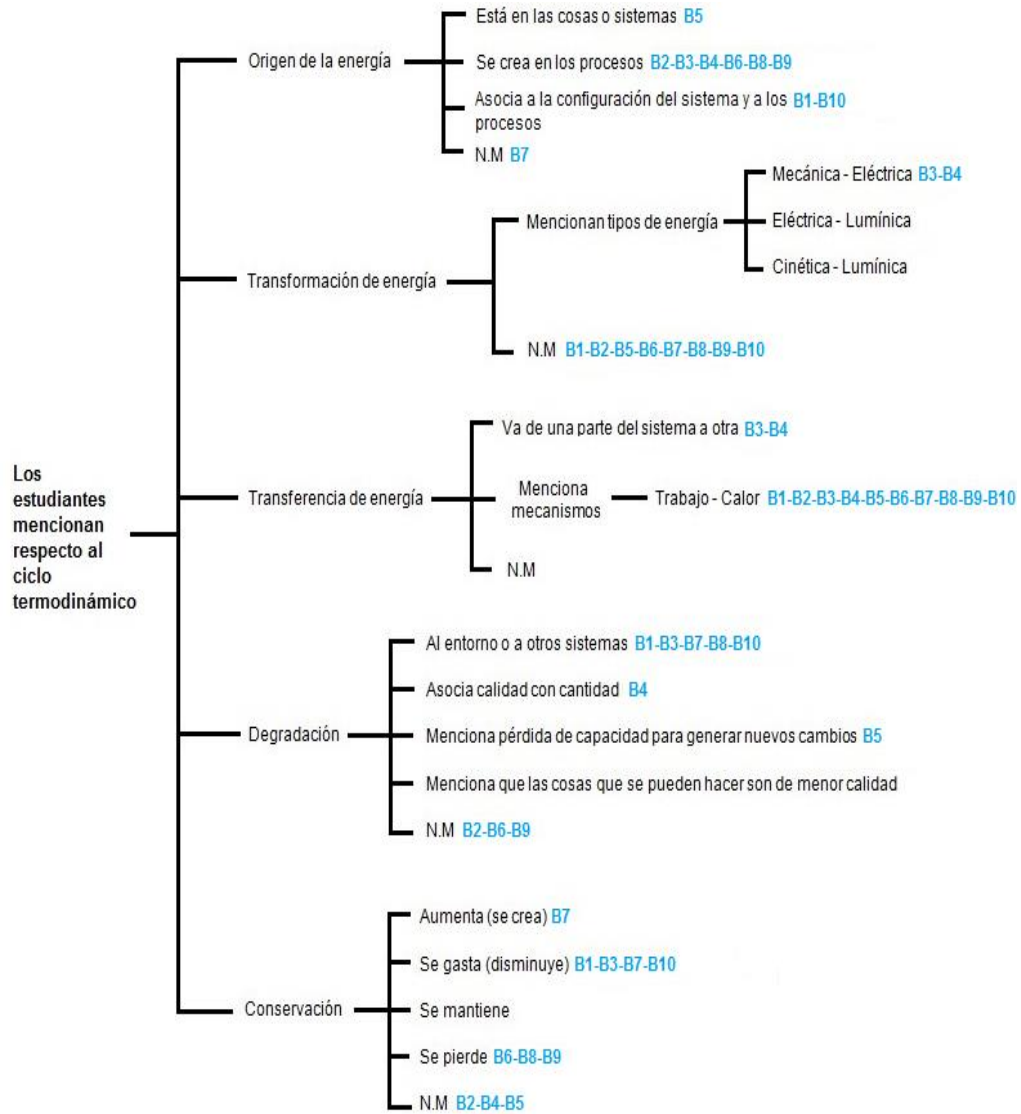 Está en las cosas o sistemas B5
Origen de la energía
Se crea en los procesos B2-B3-B4-B6-B8-B9
Asocia a la configuración del sistema y a los B1-B10
procesos
N.M B7
Mecánica - Eléctrica B3-B4
Mencionan tipos de energía
Eléctrica - Lumínica
Cinética - Lumínica
Transformación de energía
N.M B1-B2-B5-B6-B7-B8-B9-B10
Va de una parte del sistema a otra B3-B4
Los
estudiantes
mencionan
respecto al
ciclo
termodinámico
Transferencia de energía
Menciona
mecanismos
Trabajo - Calor B1-B2-B3-B4-B5-B6-B7-B8-B9-B10
N.M
Al entorno o a otros sistemas B1-B3-B7-B8-B10
Asocia calidad con cantidad B4
Degradación
Menciona pérdida de capacidad para generar nuevos cambios B5
Menciona que las cosas que se pueden hacer son de menor calidad
N.M B2-B6-B9
Aumenta (se crea) B7
Se gasta (disminuye) B1-B3-B7-B10
Conservación
Se mantiene
Se pierde B6-B8-B9
N.M B2-B4-B5